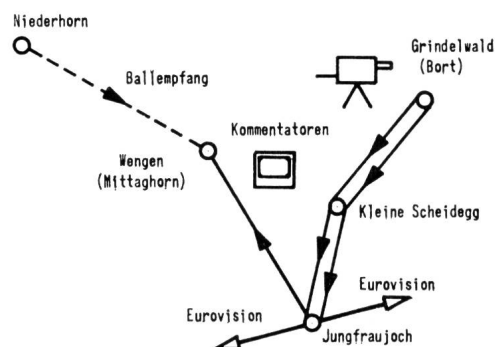 Niederhorn
Grindelwald
(Bort)
Ballempfang
Kommentatoren
Wengen
(Mittaghorn)
Kleine Scheidegg
Eurovision
Eurovision
Jungfraujoch